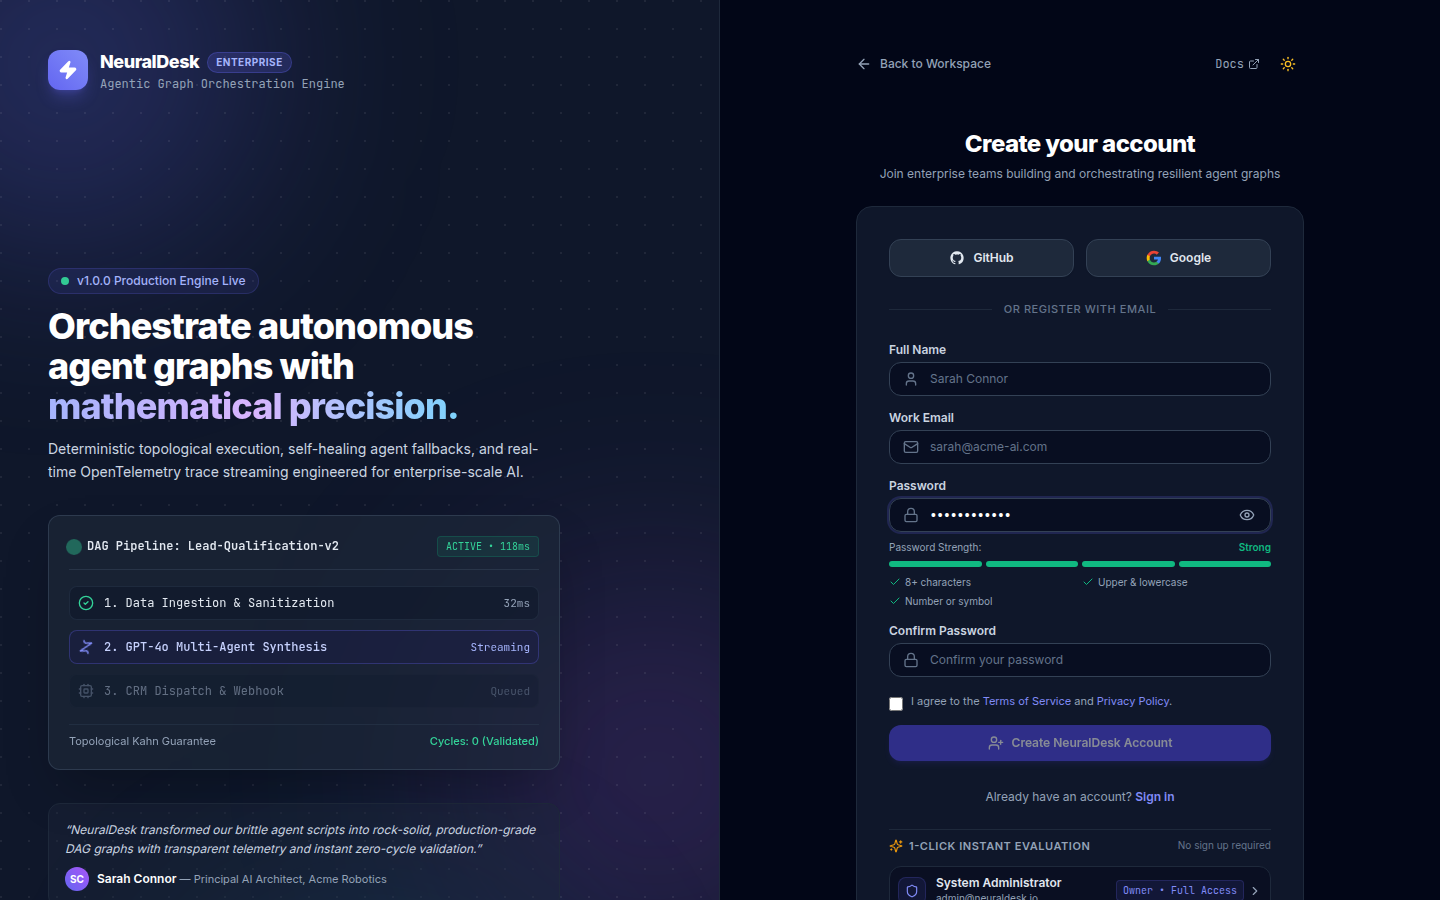 NeuralDesk ENTERPRISE
Agentic Graph Orchestration Engine
v1.0.0 Production Engine Live
Orchestrate autonomous
agent graphs with
mathematical precision.
Deterministic topological execution, self-healing agent fallbacks, and real-
time OpenTelemetry trace streaming engineered for enterprise-scale AI.
DAG Pipeline: Lead-Qualification-v2 ACTIVE • 118ms
1. Data Ingestion & Sanitization 32ms
2. GPT-4o Multi-Agent Synthesis Streaming
3. CRM Dispatch & Webhook Queued
Topological Kahn Guarantee Cycles: 0 (Validated)
“NeuralDesk transformed our brittle agent scripts into rock-solid, production-grade
DAG graphs with transparent telemetry and instant zero-cycle validation.”
SC Sarah Connor — Principal AI Architect, Acme Robotics
Back to Workspace Docs
Create your account
Join enterprise teams building and orchestrating resilient agent graphs
GitHub Google
OR REGISTER WITH EMAIL
Full Name
Sarah Connor
Work Email
sarah@acme-ai.com
Password
••••••••••••
Password Strength: Strong
8+ characters Upper & lowercase
Number or symbol
Confirm Password
Confirm your password
I agree to the Terms of Service and Privacy Policy.
Create NeuralDesk Account
Already have an account? Sign in
1-CLICK INSTANT EVALUATION No sign up required
System Administrator Owner • Full Access
admin@neuraldesk.io